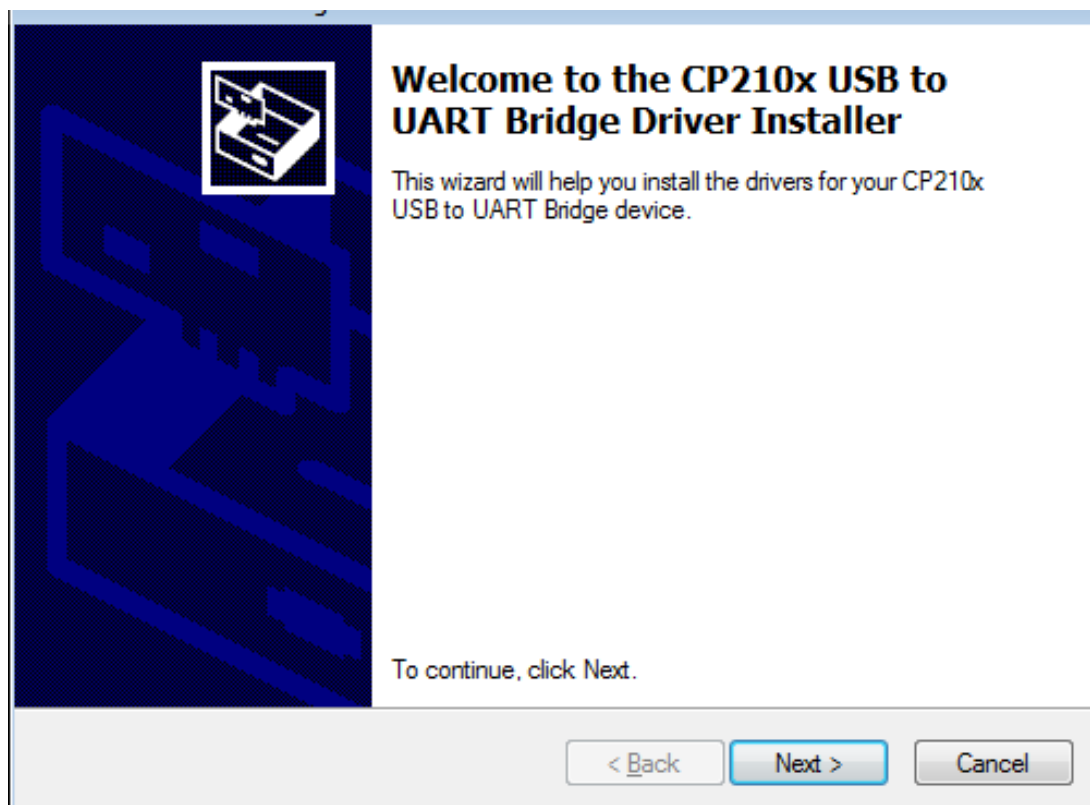 Welcome to the CP210x USB to
UART Bridge Driver Installer
This wizard will help you install the drivers for your CP210x
USB to UART Bridge device.
To continue, click Next.
< Back
Next >
Cancel